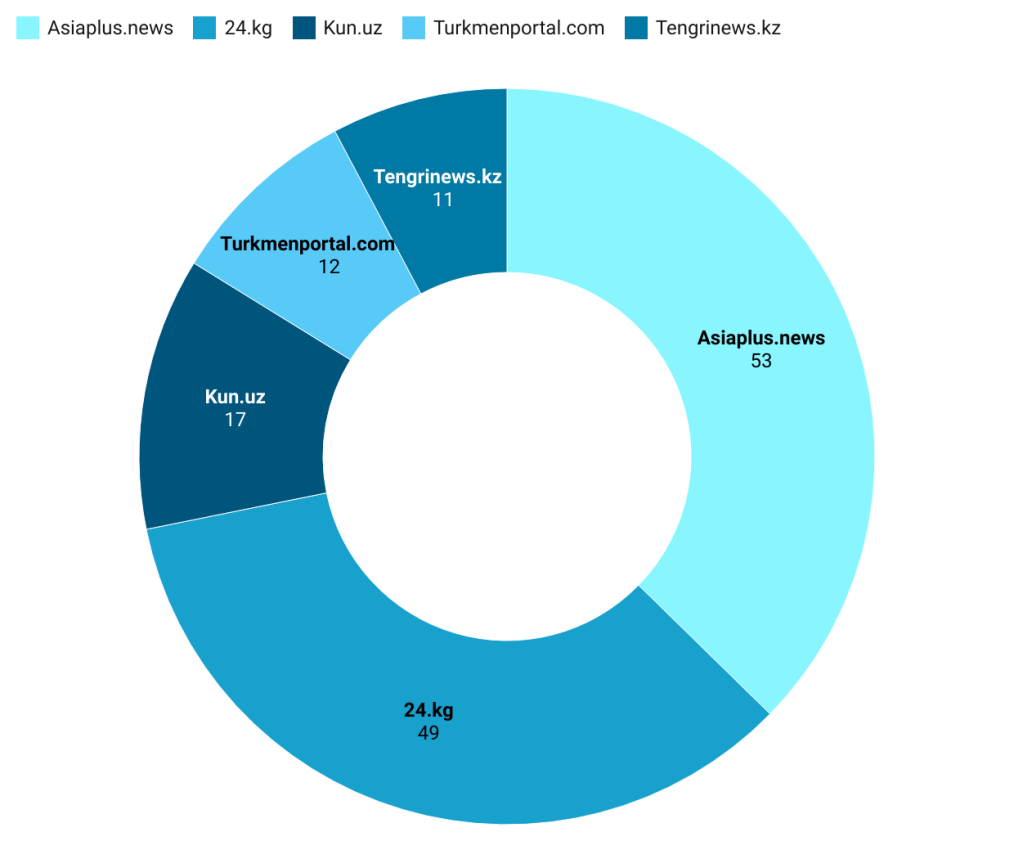 Asiaplus.news 24.kg Kun.uz Turkmenportal.com Tengrinews.kz
Tengrinews.kz
11
Turkmenportal.com
12
Asiaplus.news
53
Kun.uz
17
24.kg
49